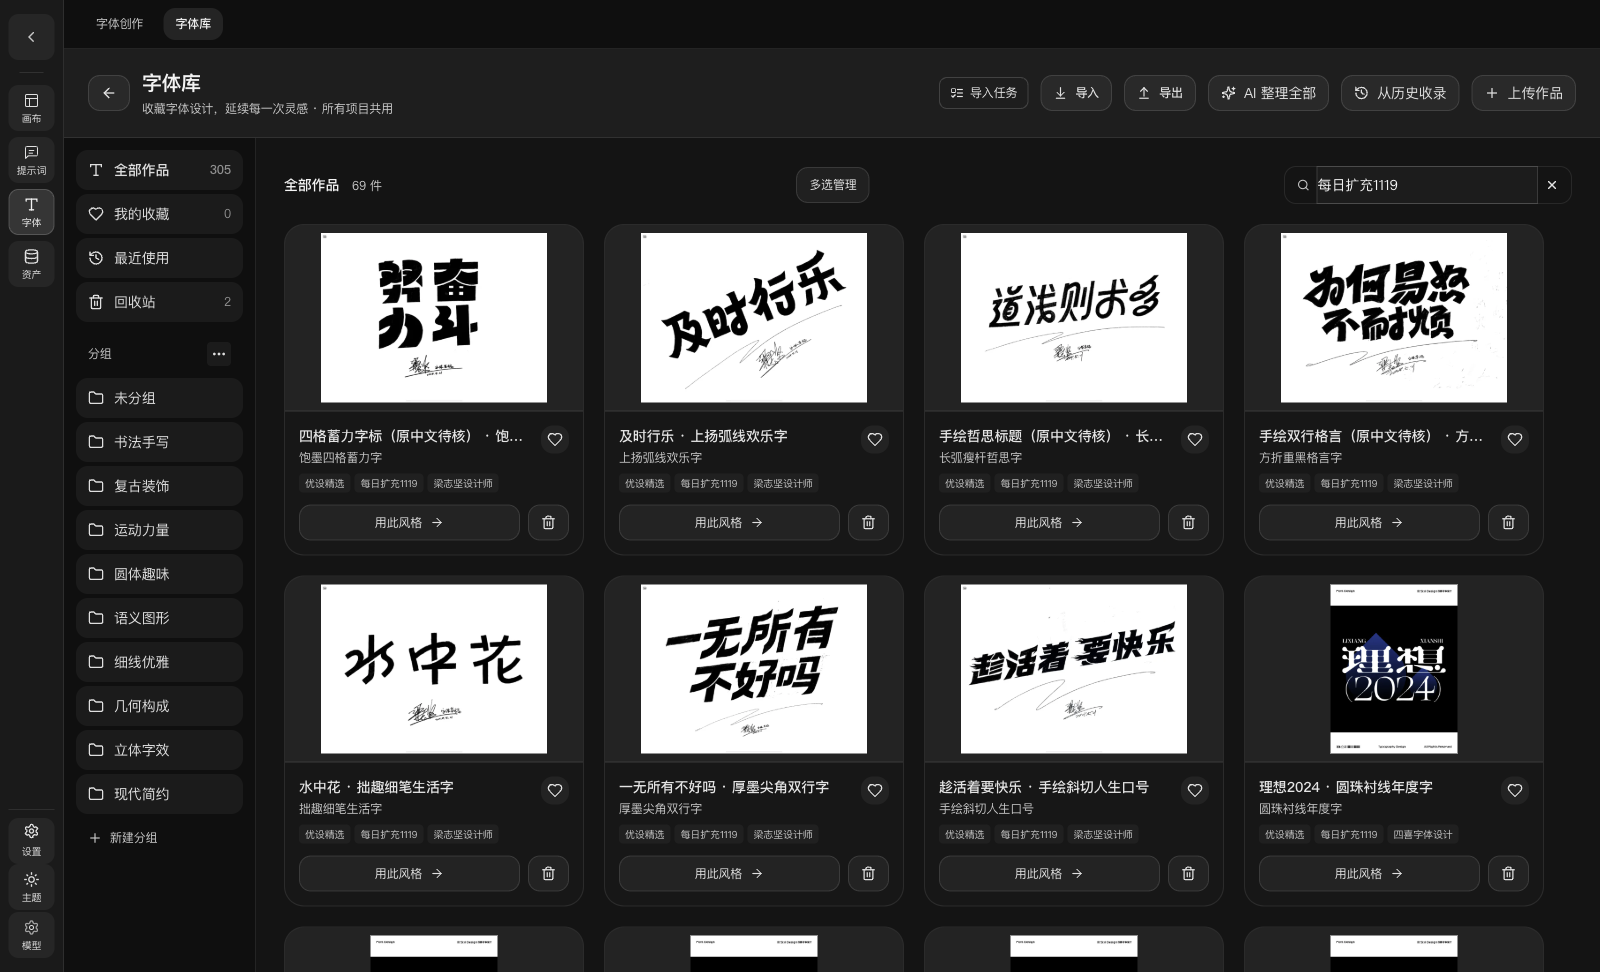 字体创作
字体库
字体库
收藏字体设计，延续每一次灵感 · 所有项目共用
导入任务
导入
导出
AI 整理全部
从历史收录
上传作品
画布
提示词
字体
资产
设置
主题
模型
全部作品 305
我的收藏 0
最近使用
回收站 2
分组
未分组
书法手写
复古装饰
运动力量
圆体趣味
语义图形
细线优雅
几何构成
立体字效
现代简约
新建分组
全部作品 69 件
多选管理
每日扩充1119
努奋
力斗
四格蓄力字标（原中文待核） · 饱...
饱墨四格蓄力字
优设精选 每日扩充1119 梁志坚设计师
用此风格
及时行乐
及时行乐 · 上扬弧线欢乐字
上扬弧线欢乐字
优设精选 每日扩充1119 梁志坚设计师
用此风格
道浅则术多
手绘哲思标题（原中文待核） · 长...
长弧瘦杆哲思字
优设精选 每日扩充1119 梁志坚设计师
用此风格
为何易怒
不耐烦
手绘双行格言（原中文待核） · 方...
方折重黑格言字
优设精选 每日扩充1119 梁志坚设计师
用此风格
水中花
水中花 · 拙趣细笔生活字
拙趣细笔生活字
优设精选 每日扩充1119 梁志坚设计师
用此风格
一无所有
不好吗
一无所有不好吗 · 厚墨尖角双行字
厚墨尖角双行字
优设精选 每日扩充1119 梁志坚设计师
用此风格
趁活着 要快乐
趁活着要快乐 · 手绘斜切人生口号
手绘斜切人生口号
优设精选 每日扩充1119 梁志坚设计师
用此风格
LIXIANG XIANSHI
理想
(2024)
理想2024 · 圆珠衬线年度字
圆珠衬线年度字
优设精选 每日扩充1119 四喜字体设计
用此风格